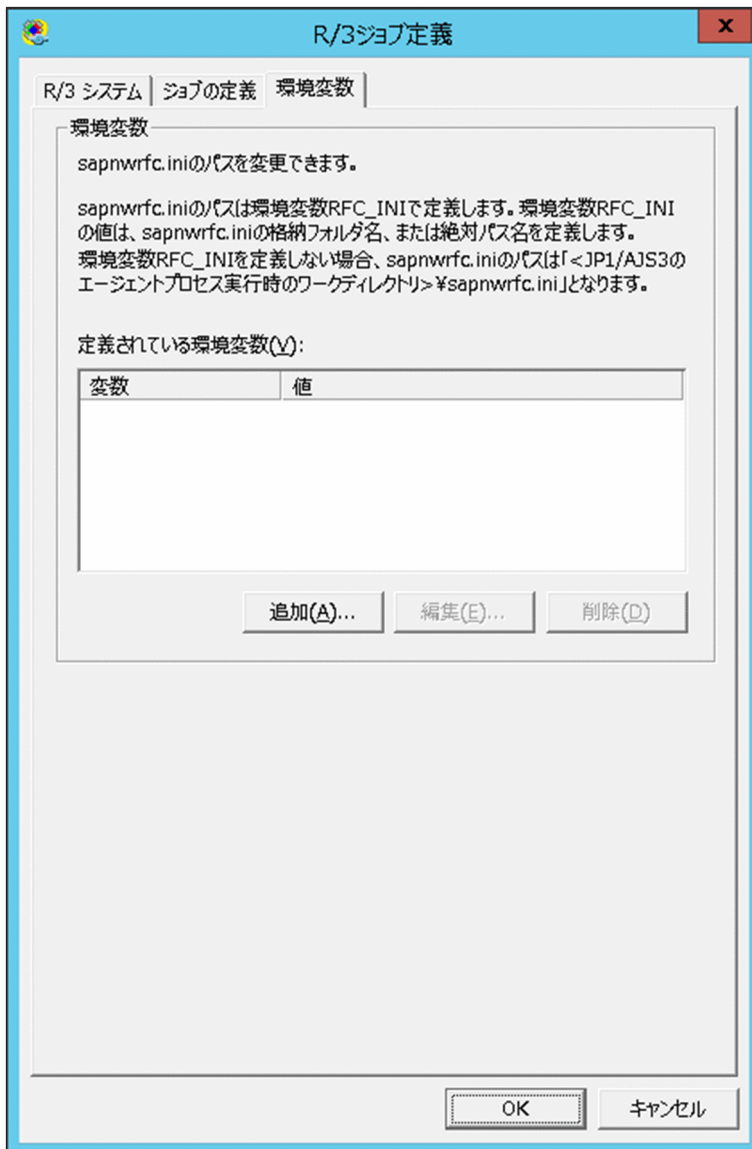 R/3ジョブ定義
x
R/3 システム ジョブの定義 環境変数
環境変数
sapnwrfc.iniのパスを変更できます。
sapnwrfc.iniのパスは環境変数RFC_INIで定義します。環境変数RFC_INI
の値は、sapnwrfc.iniの格納フォルダ名、または絶対パス名を定義します。
環境変数RFC_INIを定義しない場合、sapnwrfc.iniのパスは「<JP1/AJS3の
エージェントプロセス実行時のワークディレクトリ>¥sapnwrfc.ini」となります。
定義されている環境変数(V):
変数 値
追加(A)... 編集(E)... 削除(D)
OK キャンセル